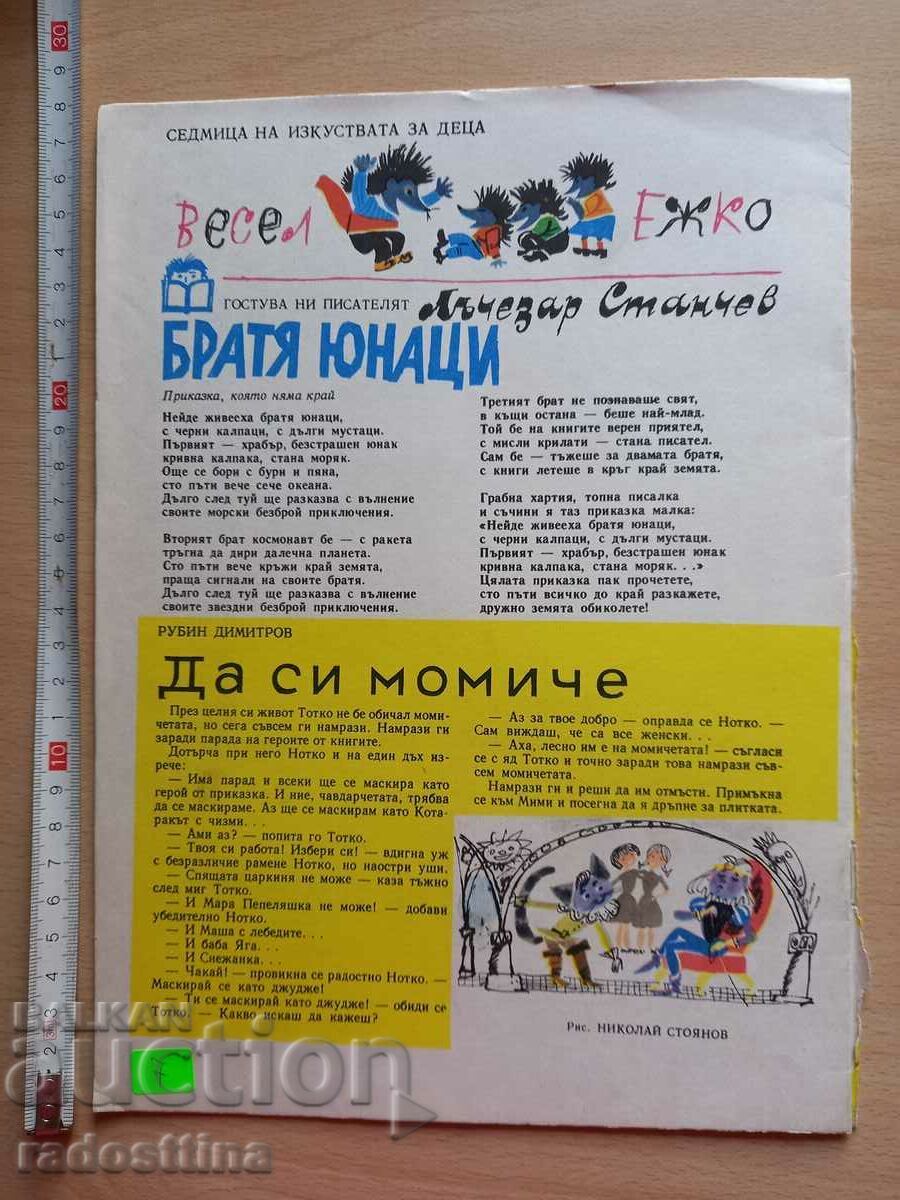 СЕДМИЦА НА ИЗКУСТВАТА ЗА ДЕЦА
ВЕСЕЛ ЕЖКО
ГОСТУВА НИ ПИСАТЕЛЯТ Лъчезар Станчев
БРАТЯ ЮНАЦИ
Приказка, която няма край
Нейде живееха братя юнаци,
с черни калпаци, с дълги мустаци.
Първият — храбър, безстрашен юнак
кривна калпака, стана моряк.
Още се бори с бури и пяна,
сто пъти вече сече океана.
Дълго след туй ще разказва с вълнение
своите морски безброй приключения.
Вторият брат космонавт бе — с ракета
тръгна да дири далечна планета.
Сто пъти вече кръжи край земята,
праща сигнали на своите братя.
Дълго след туй ще разказва с вълнение
своите звездни безброй приключения.
Третият брат не познаваше свят,
в къщи остана — беше най-млад.
Той бе на книгите верен приятел,
с мисли крилати — стана писател.
Сам бе — тъжеше за двамата братя,
с книги летеше в кръг край земята.
Грабна хартия, топна писалка
и съчини я таз приказка малка:
«Нейде живееха братя юнаци,
с черни калпаци, с дълги мустаци.
Първият — храбър, безстрашен юнак
кривна калпака, стана моряк. . .»
Цялата приказка пак прочетете,
сто пъти всичко до край разкажете,
дружно земята обиколете!
РУБИН ДИМИТРОВ
Да си момиче
През целия си живот Тотко не бе обичал моми-
четата, но сега съвсем ги намрази. Намрази ги
заради парада на героите от книгите.
Дотърча при него Нотко и на един дъх из-
рече:
— Има парад и всеки ще се маскира като
герой от приказка. И ние, чавдарчетата, трябва
да се маскираме. Аз ще се маскирам като Кота-
ракът с чизми. . .
— Ами аз? — попита го Тотко.
— Твоя си работа! Избери си! — вдигна уж
с безразличие рамене Нотко, но наостри уши.
— Спящата царкиня не може — каза тъжно
след миг Тотко.
— И Мара Пепеляшка не може! — добави
убедително Нотко.
— И Маша с лебедите. . .
— И баба Яга. . .
— И Снежанка. . .
— Чакай! — провикна се радостно Нотко. —
Маскирай се като джудже!
— Ти се маскирай като джудже! — обиди се
Тотко. — Какво искаш да кажеш?
— Аз за твое добро — оправда се Нотко. —
Сам виждаш, че са все женски. . .
— Аха, лесно им е на момичетата! — съгласи
се с яд Тотко и точно заради това намрази съв-
сем момичетата.
Намрази ги и реши да им отмъсти. Примъкна
се към Мими и посегна да я дръпне за плитката.
Рис. НИКОЛАЙ СТОЯНОВ
7
BALKAN
auction
radosttina